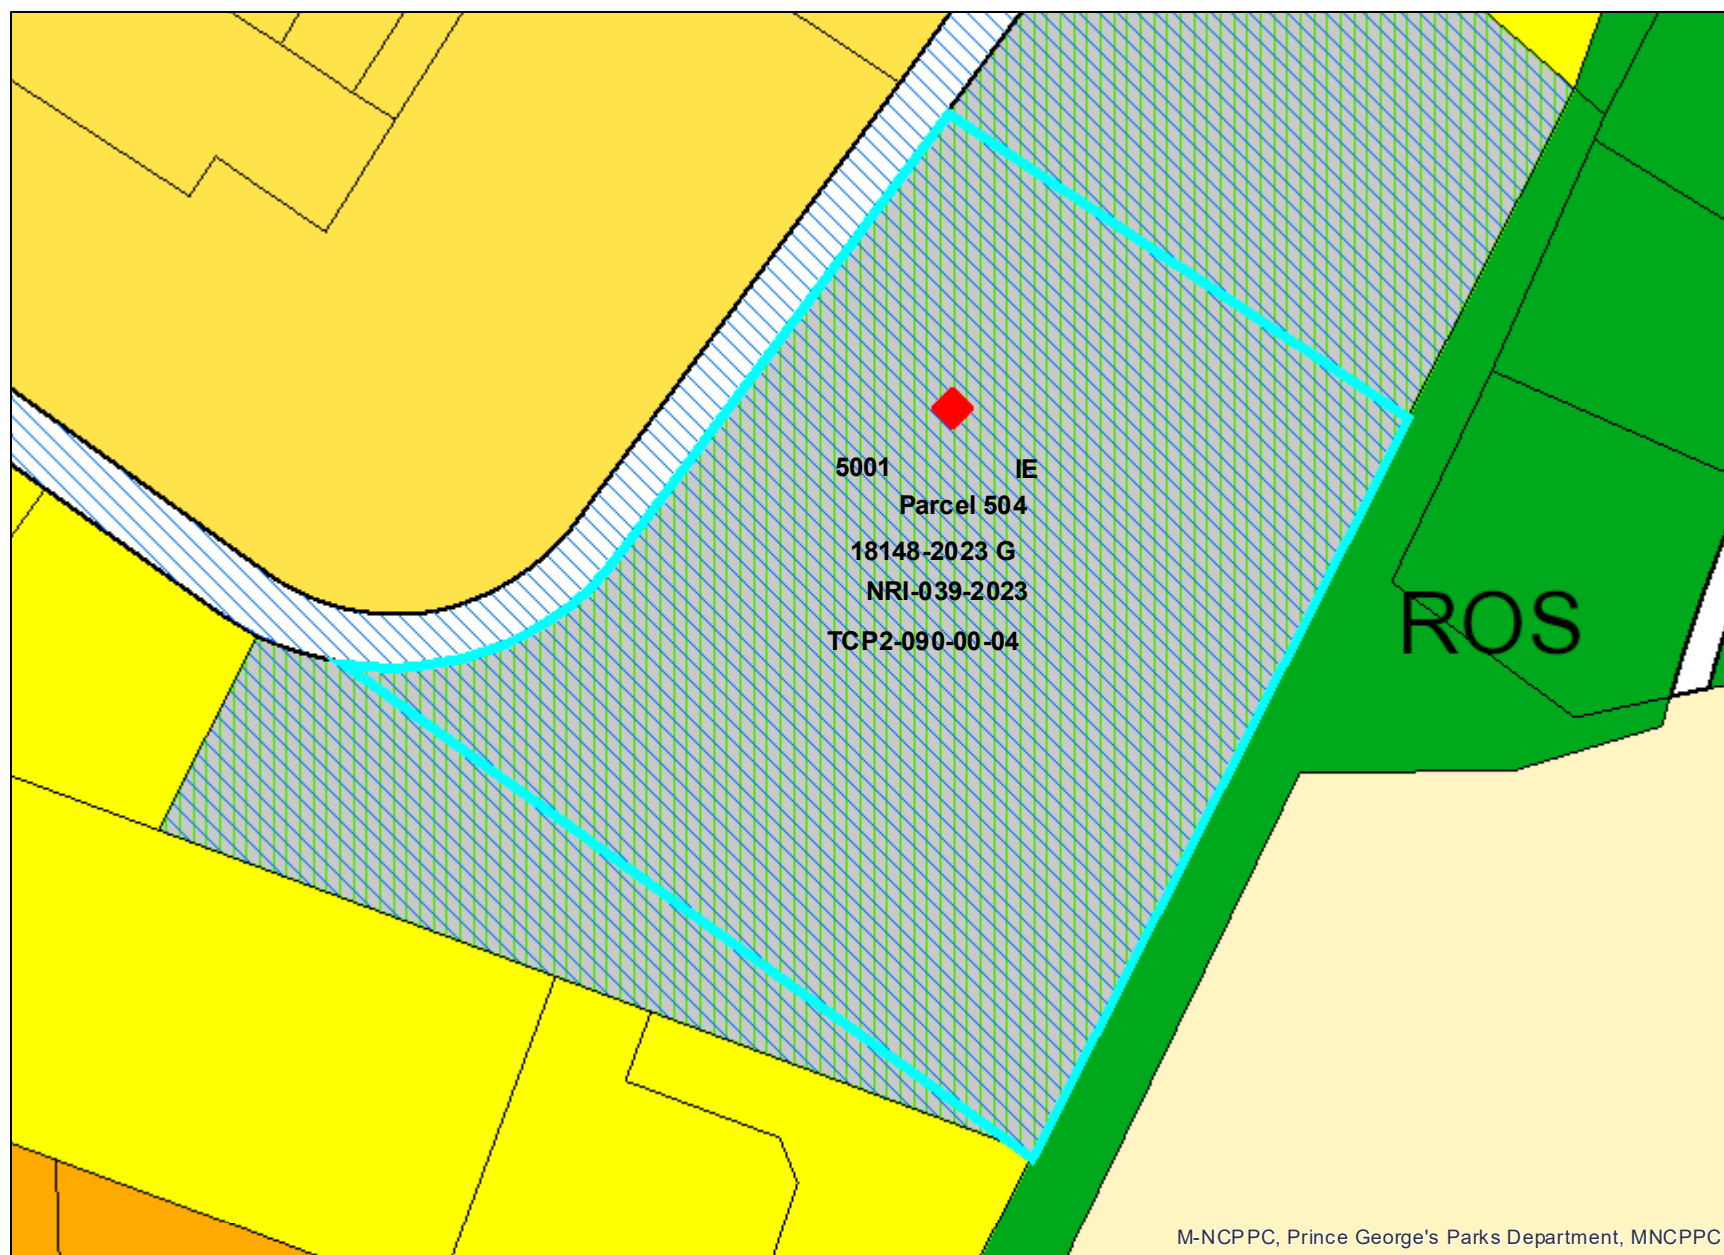 5001 IE
Parcel 504
18148-2023 G
NRI-039-2023
TCP2-090-00-04
ROS
M-NCPPC, Prince George's Parks Department, MNCPPC